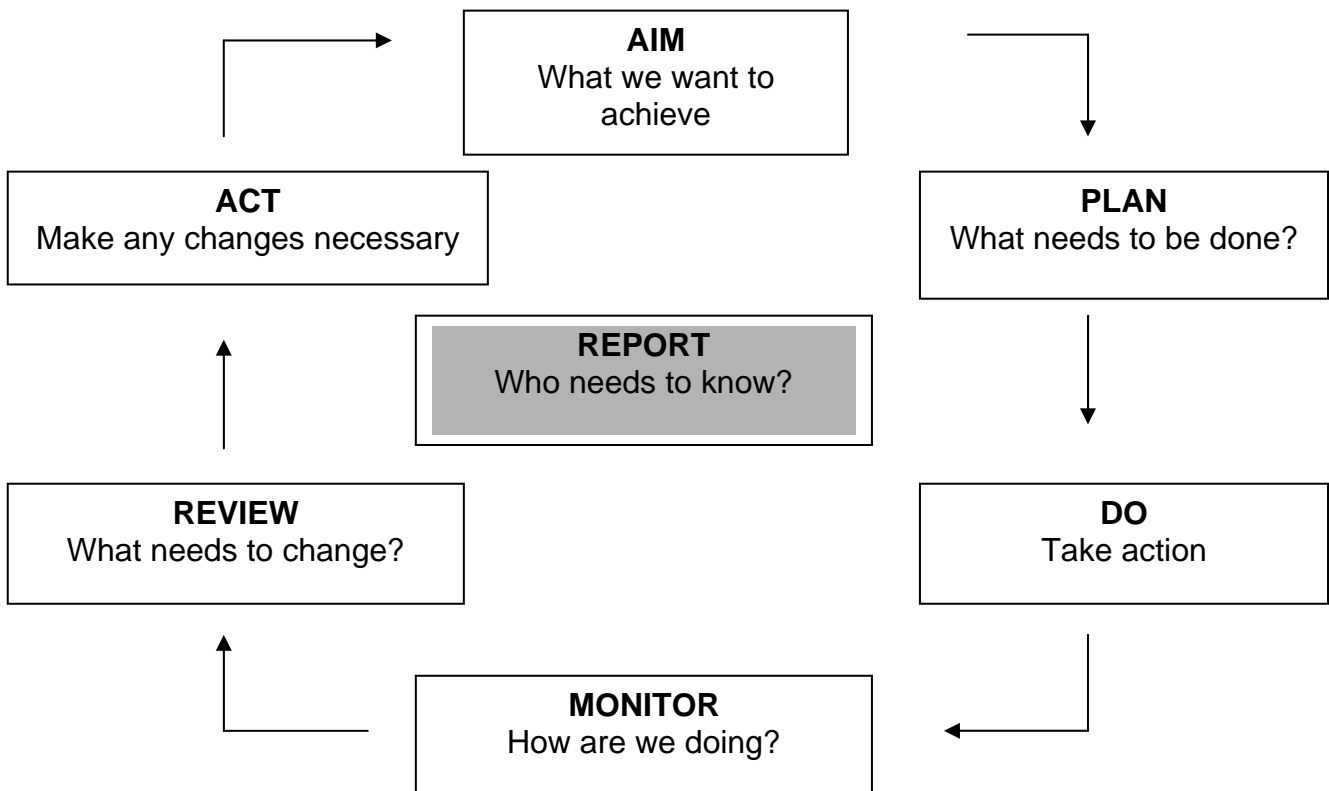 AIM
What we want to
achieve
ACT
Make any changes necessary
PLAN
What needs to be done?
REPORT
Who needs to know?
REVIEW
What needs to change?
DO
Take action
MONITOR
How are we doing?